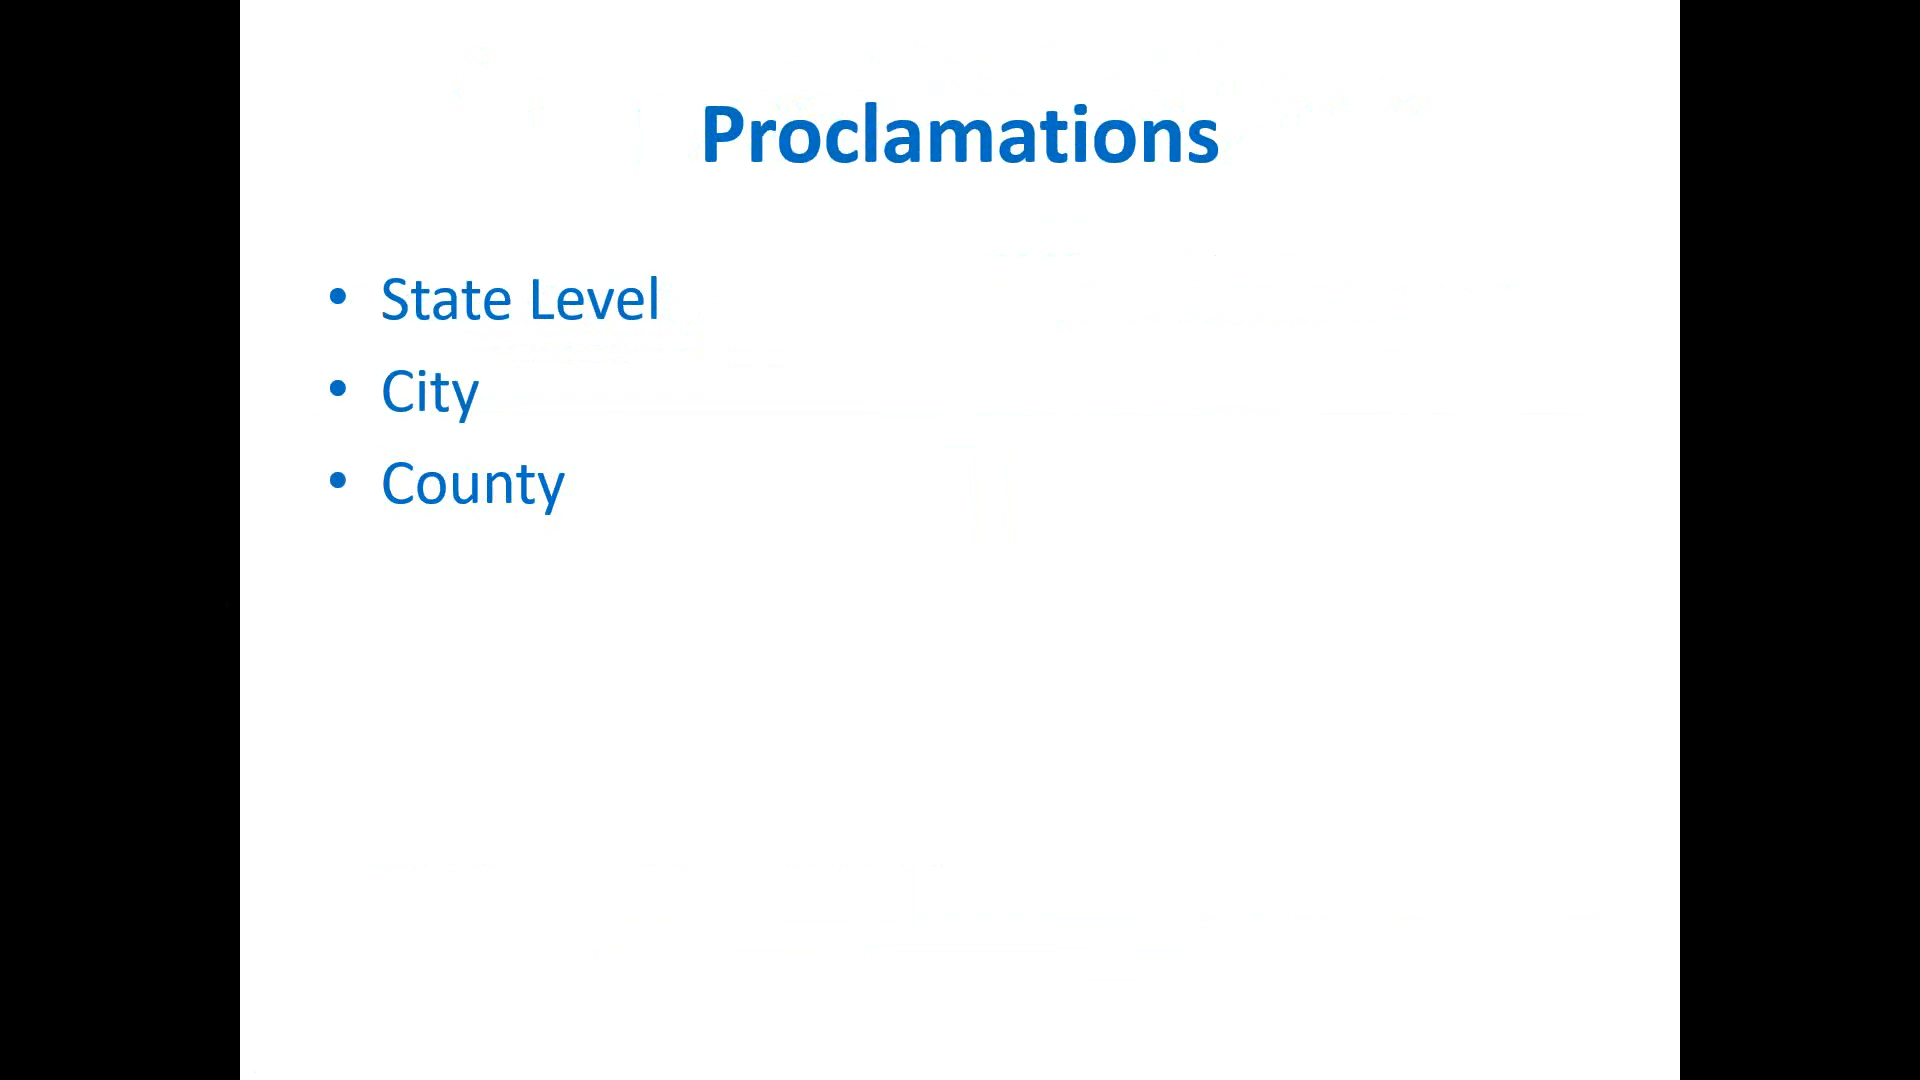 Proclamations
• State Level
• City
• County